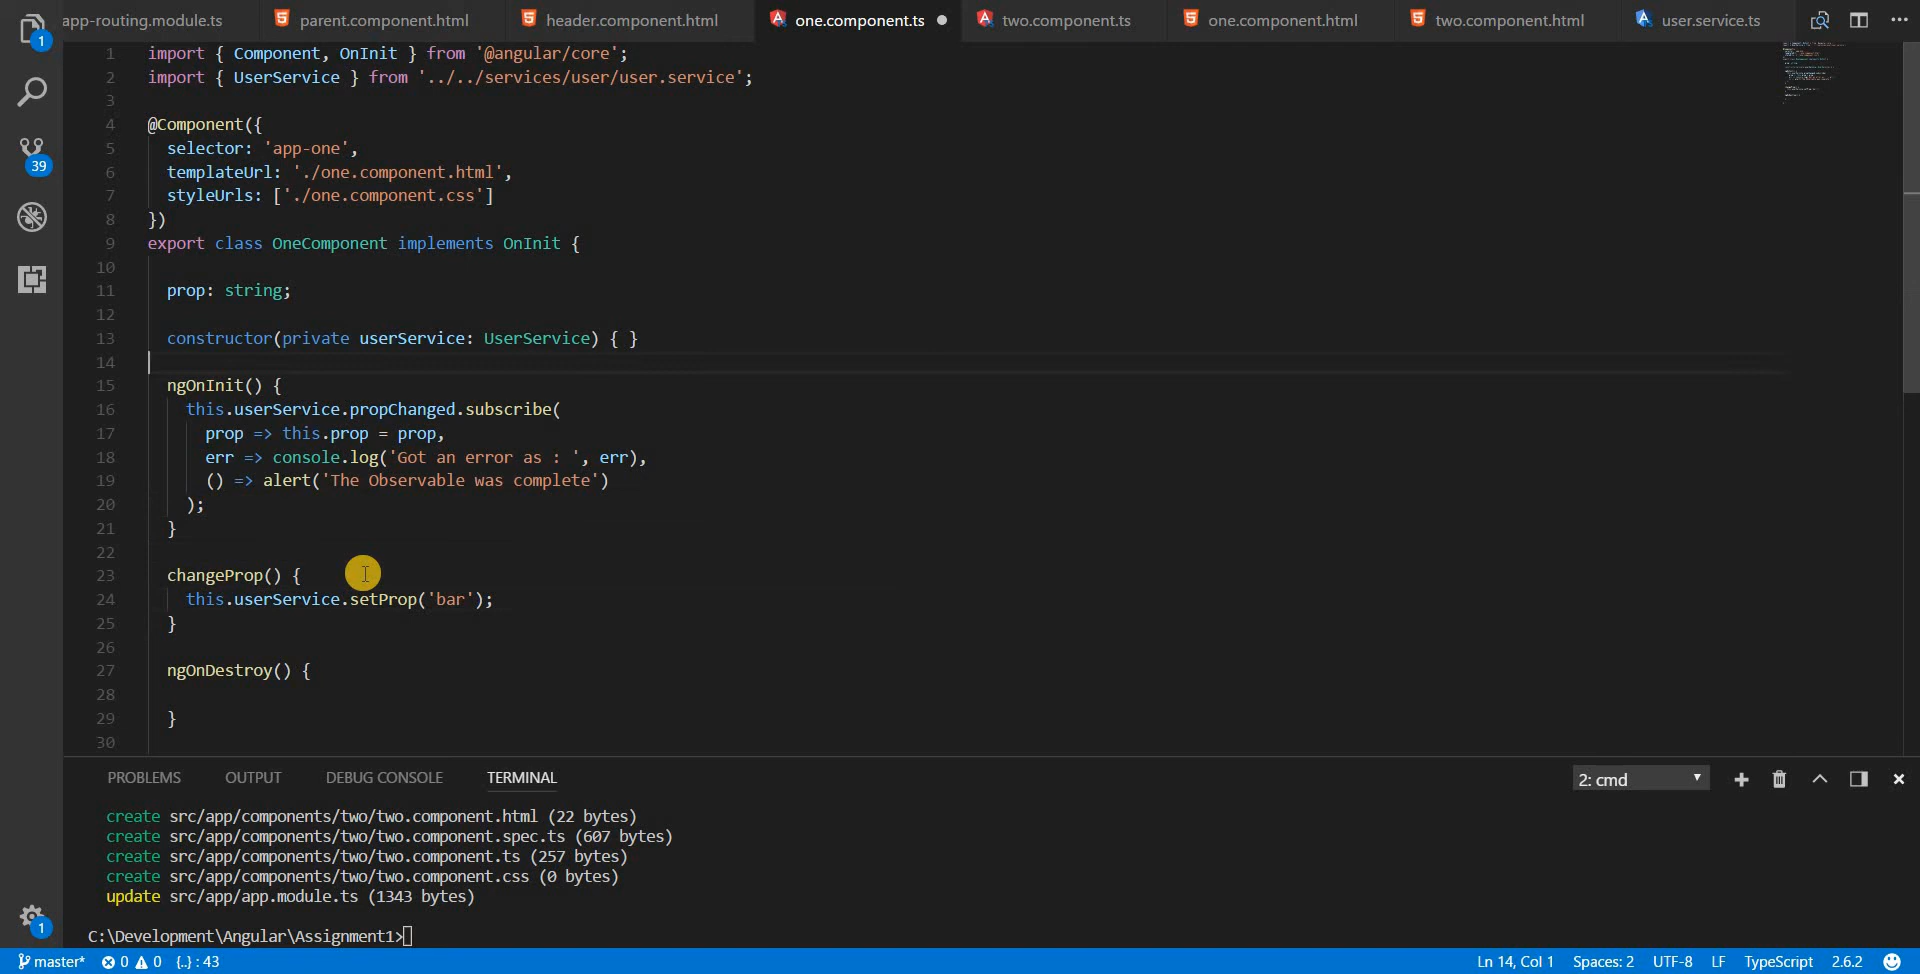 app-routing.module.ts parent.component.html header.component.html one.component.ts two.component.ts one.component.html two.component.html user.service.ts
1 import { Component, OnInit } from '@angular/core';
2 import { UserService } from '../../services/user/user.service';
3
4 @Component({
5 selector: 'app-one',
6 templateUrl: './one.component.html',
7 styleUrls: ['./one.component.css']
8 })
9 export class OneComponent implements OnInit {
10
11 prop: string;
12
13 constructor(private userService: UserService) { }
14
15 ngOnInit() {
16 this.userService.propChanged.subscribe(
17 prop => this.prop = prop,
18 err => console.log('Got an error as : ', err),
19 () => alert('The Observable was complete')
20 );
21 }
22
23 changeProp() {
24 this.userService.setProp('bar');
25 }
26
27 ngOnDestroy() {
28
29 }
30
1
39
1
PROBLEMS OUTPUT DEBUG CONSOLE TERMINAL 2: cmd
create src/app/components/two/two.component.html (22 bytes)
create src/app/components/two/two.component.spec.ts (607 bytes)
create src/app/components/two/two.component.ts (257 bytes)
create src/app/components/two/two.component.css (0 bytes)
update src/app/app.module.ts (1343 bytes)
C:\Development\Angular\Assignment1>
master* 0 0 {..} : 43 Ln 14, Col 1 Spaces: 2 UTF-8 LF TypeScript 2.6.2